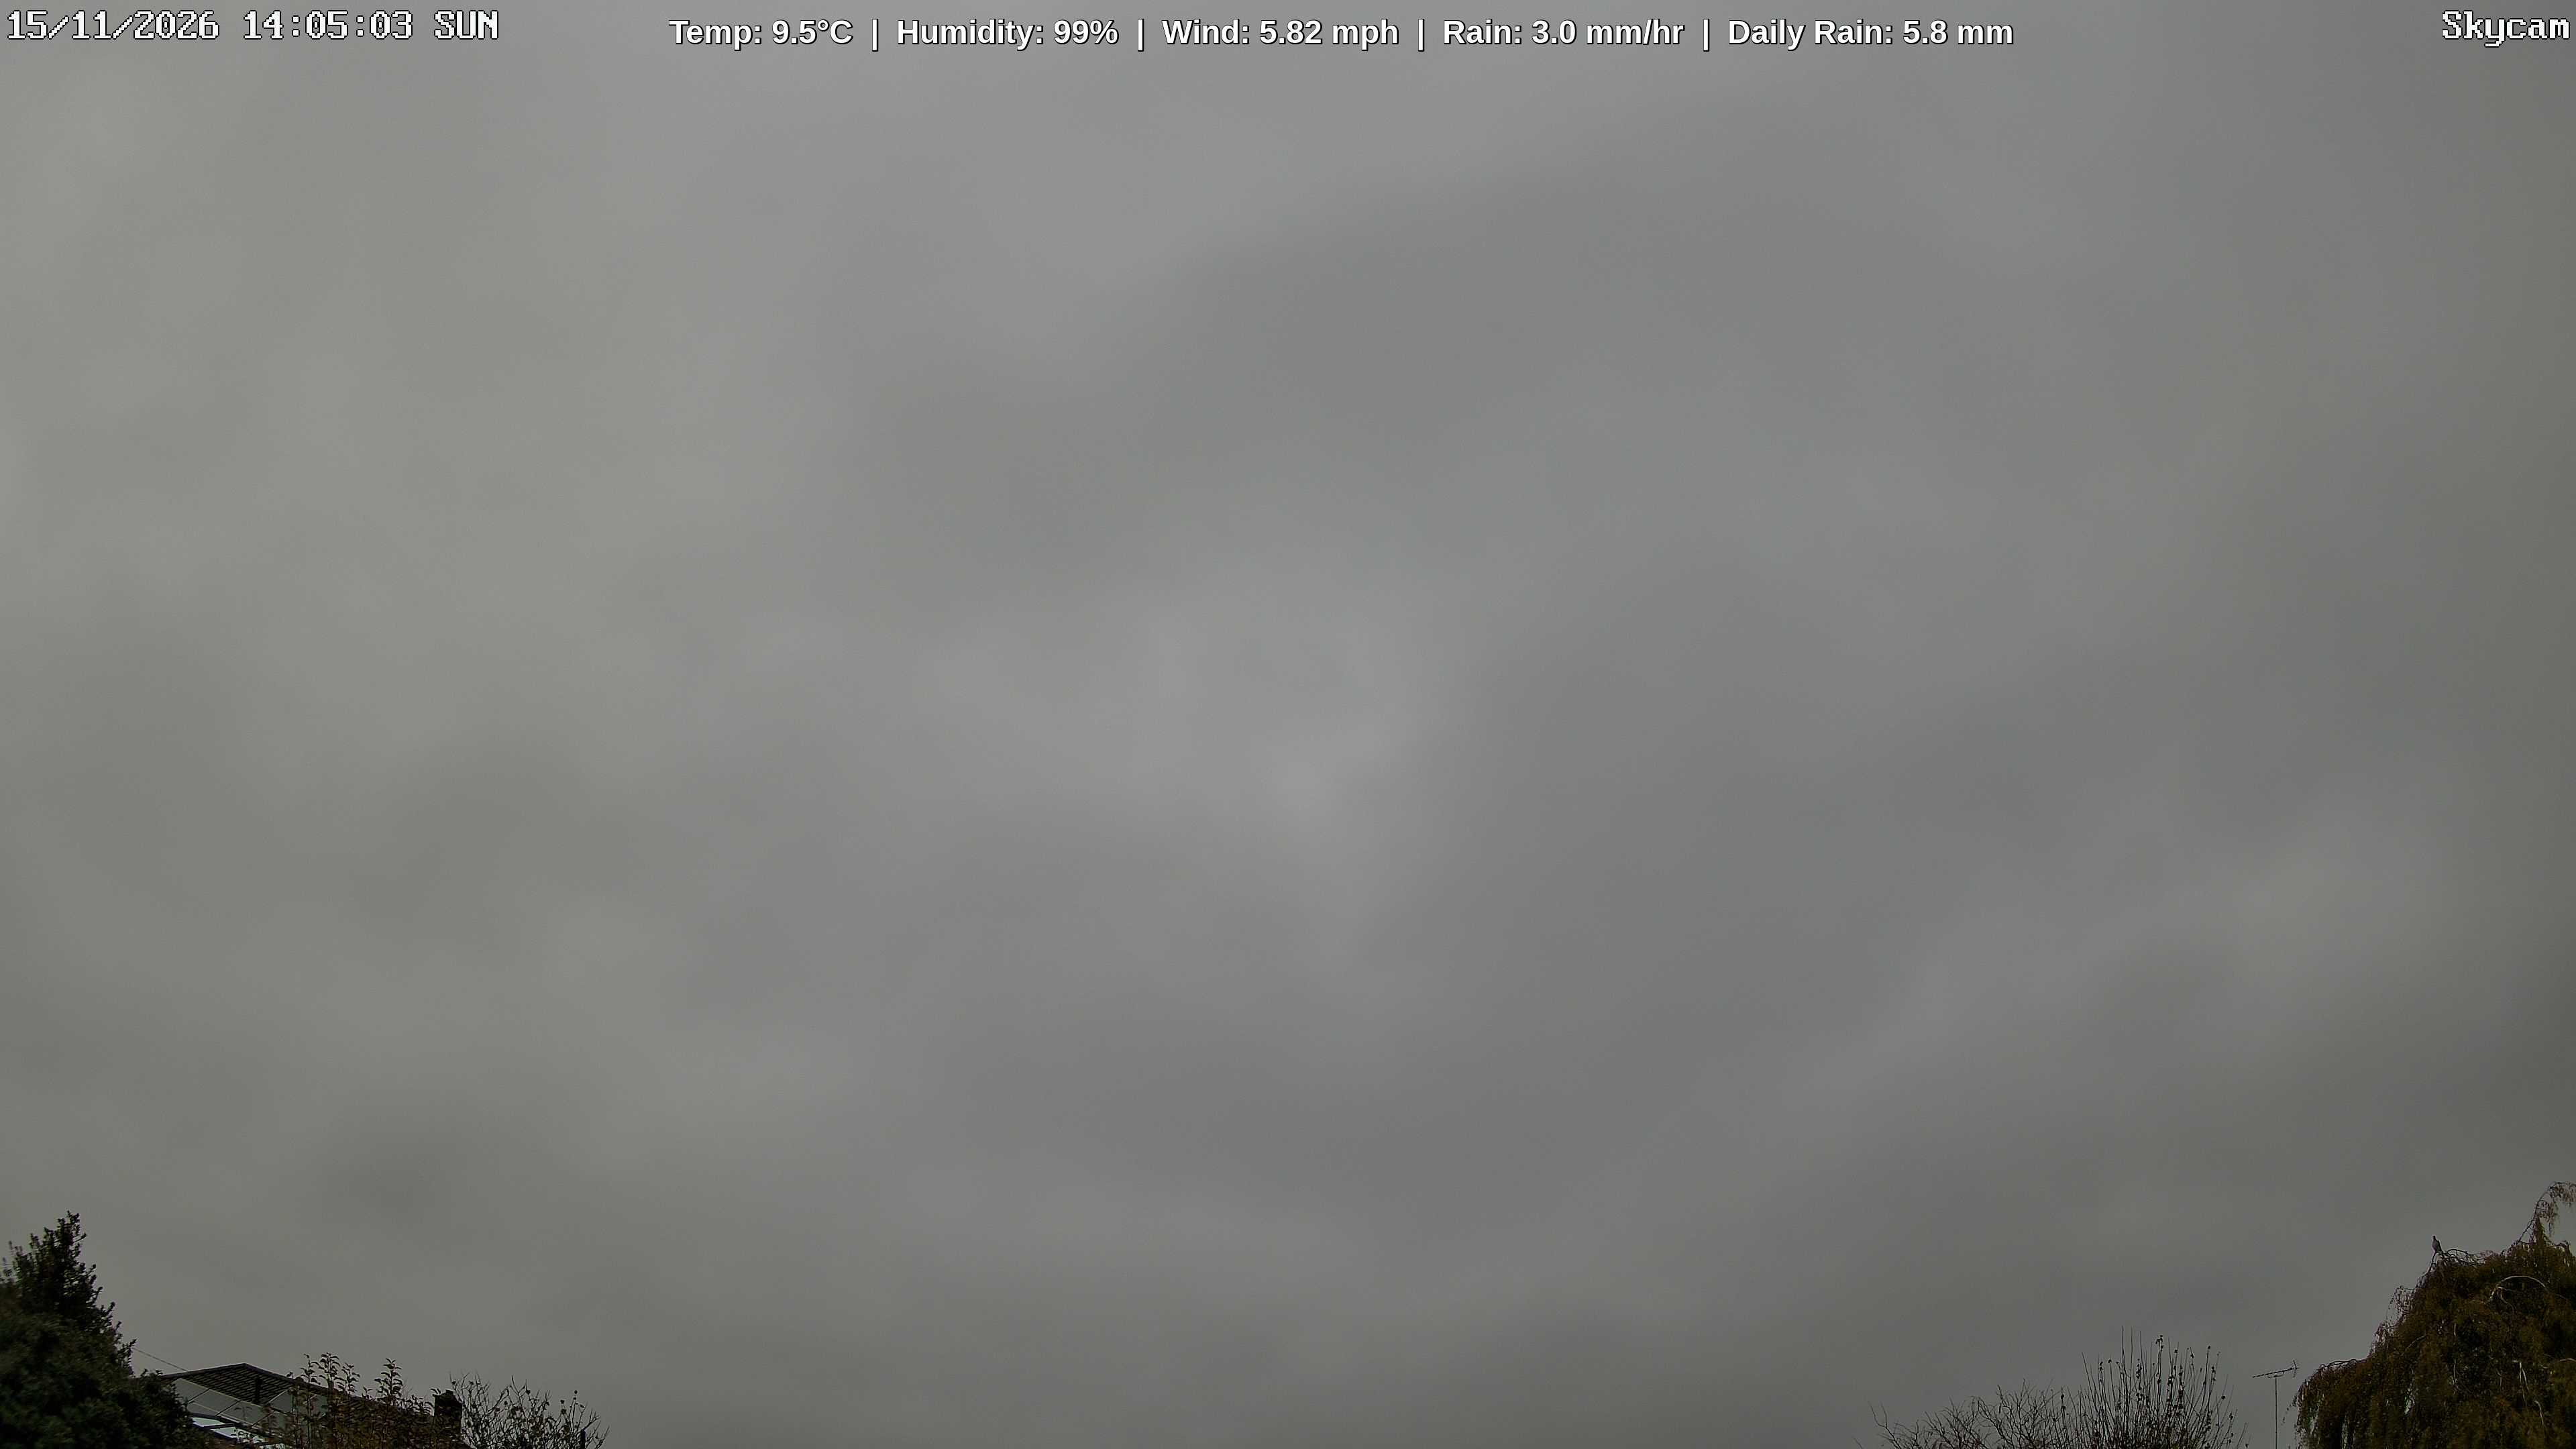 15/11/2026 14:05:03 SUN
Temp: 9.5°C | Humidity: 99% | Wind: 5.82 mph | Rain: 3.0 mm/hr | Daily Rain: 5.8 mm
Skycam